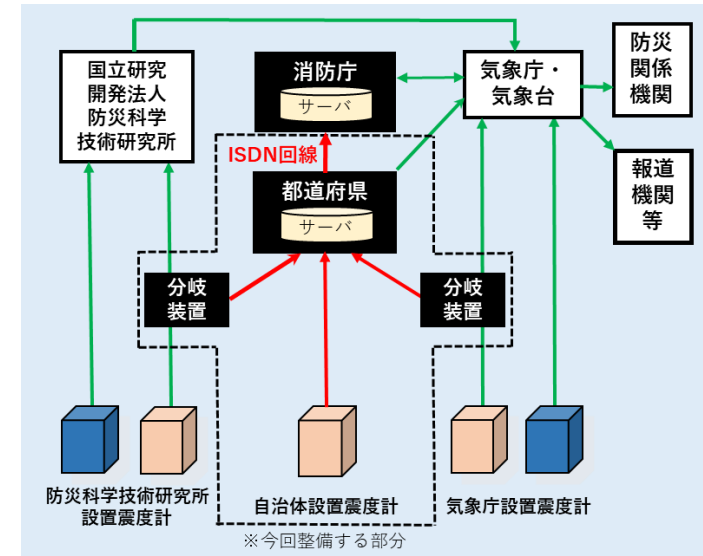 国立研究
開発法人
防災科学
技術研究所
消防庁
サーバ
気象庁・
気象台
防災
関係
機関
ISDN回線
報道
機関
等
都道府県
サーバ
分岐
装置
分岐
装置
防災科学技術研究所
設置震度計
自治体設置震度計
気象庁設置震度計
※今回整備する部分